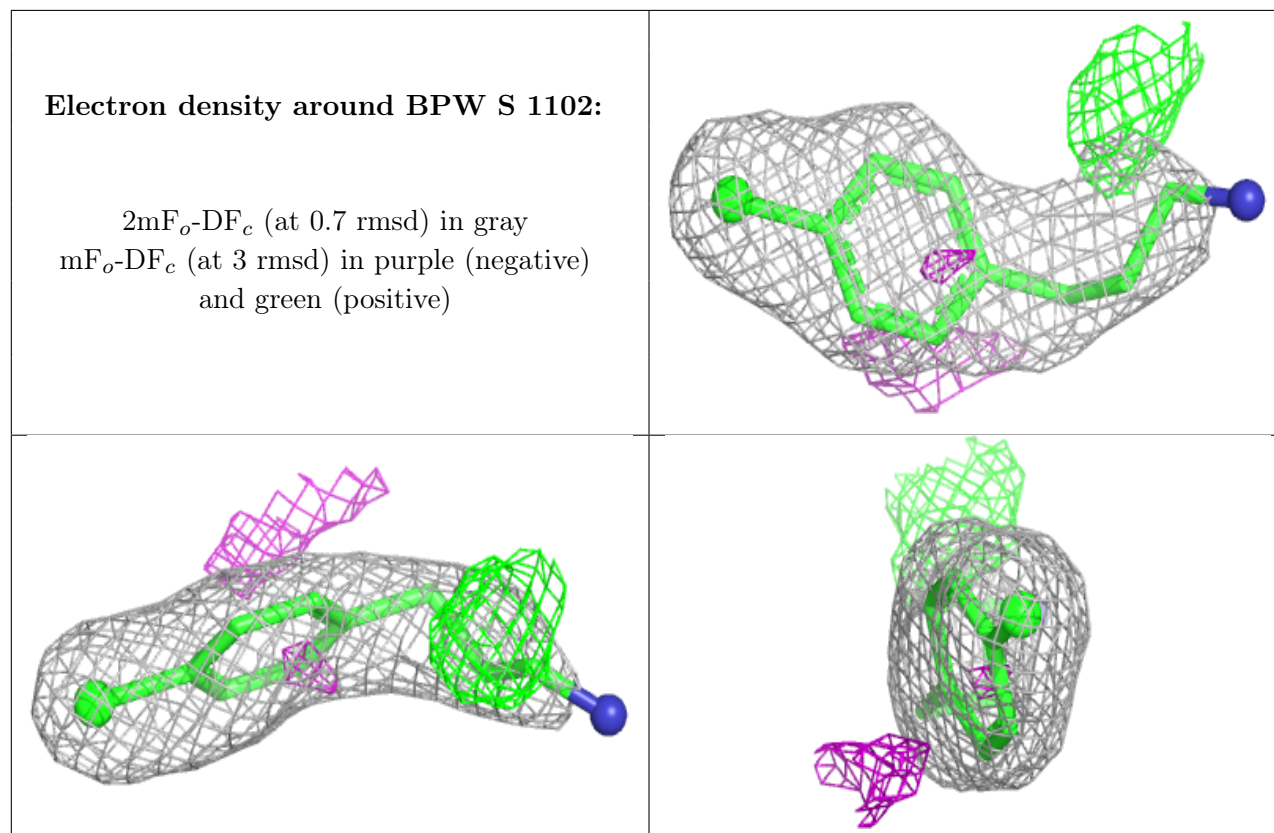 Electron density around BPW S 1102:
2mFₒ-DF𝒸 (at 0.7 rmsd) in gray
mFₒ-DF𝒸 (at 3 rmsd) in purple (negative)
and green (positive)